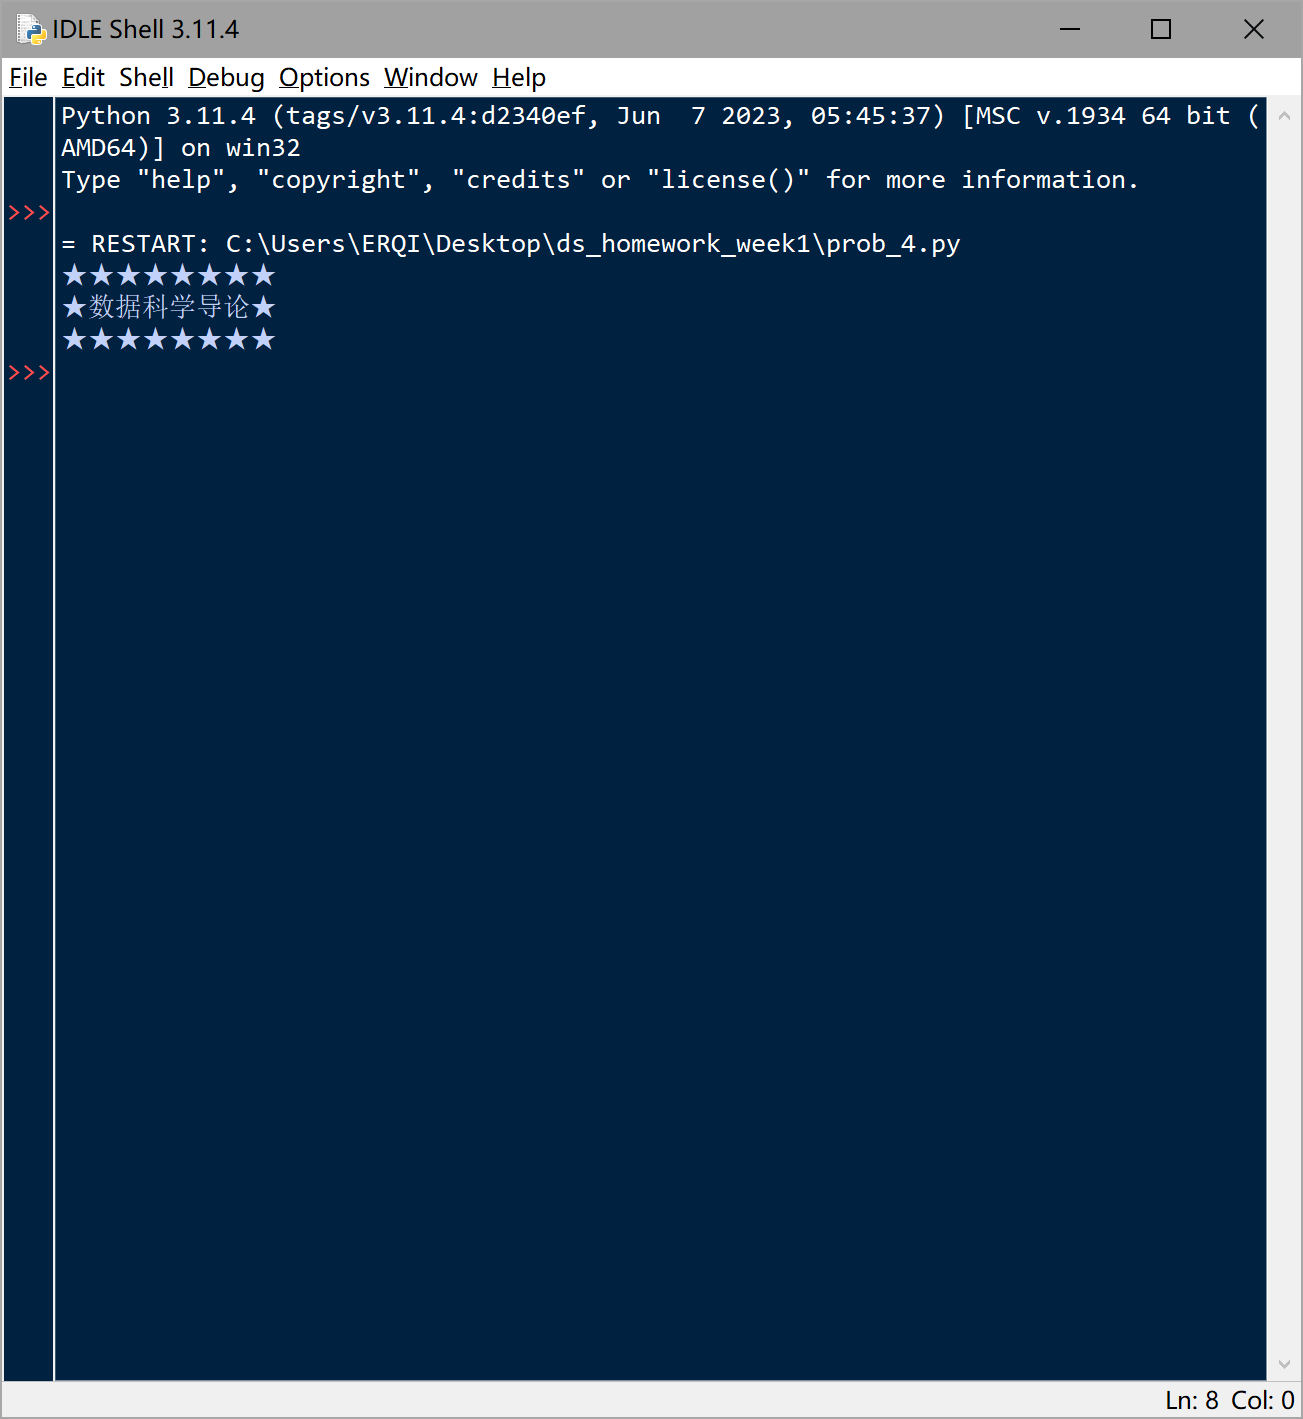 IDLE Shell 3.11.4
File Edit Shell Debug Options Window Help
Python 3.11.4 (tags/v3.11.4:d2340ef, Jun  7 2023, 05:45:37) [MSC v.1934 64 bit (
AMD64)] on win32
Type "help", "copyright", "credits" or "license()" for more information.
>>>
= RESTART: C:\Users\ERQI\Desktop\ds_homework_week1\prob_4.py
★★★★★★★★
★数据科学导论★
★★★★★★★★
>>>
Ln: 8 Col: 0